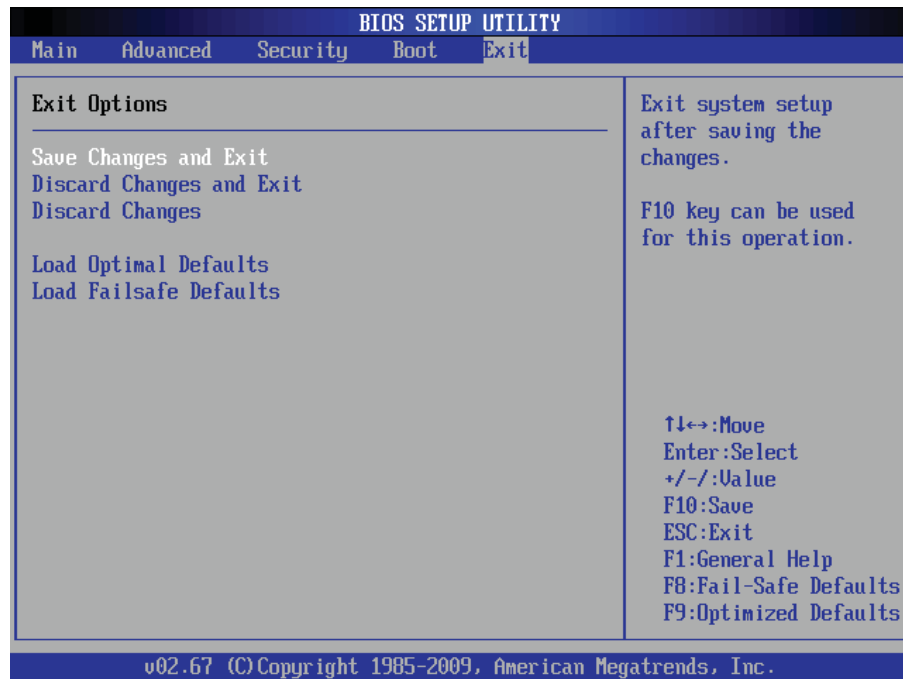 BIOS SETUP UTILITY
Main Advanced Security Boot Exit
Exit Options
Save Changes and Exit
Discard Changes and Exit
Discard Changes
Load Optimal Defaults
Load Failsafe Defaults
Exit system setup
after saving the
changes.
F10 key can be used
for this operation.
↑↓←→:Move
Enter:Select
+/-/:Value
F10:Save
ESC:Exit
F1:General Help
F8:Fail-Safe Defaults
F9:Optimized Defaults
v02.67 (C)Copyright 1985-2009, American Megatrends, Inc.